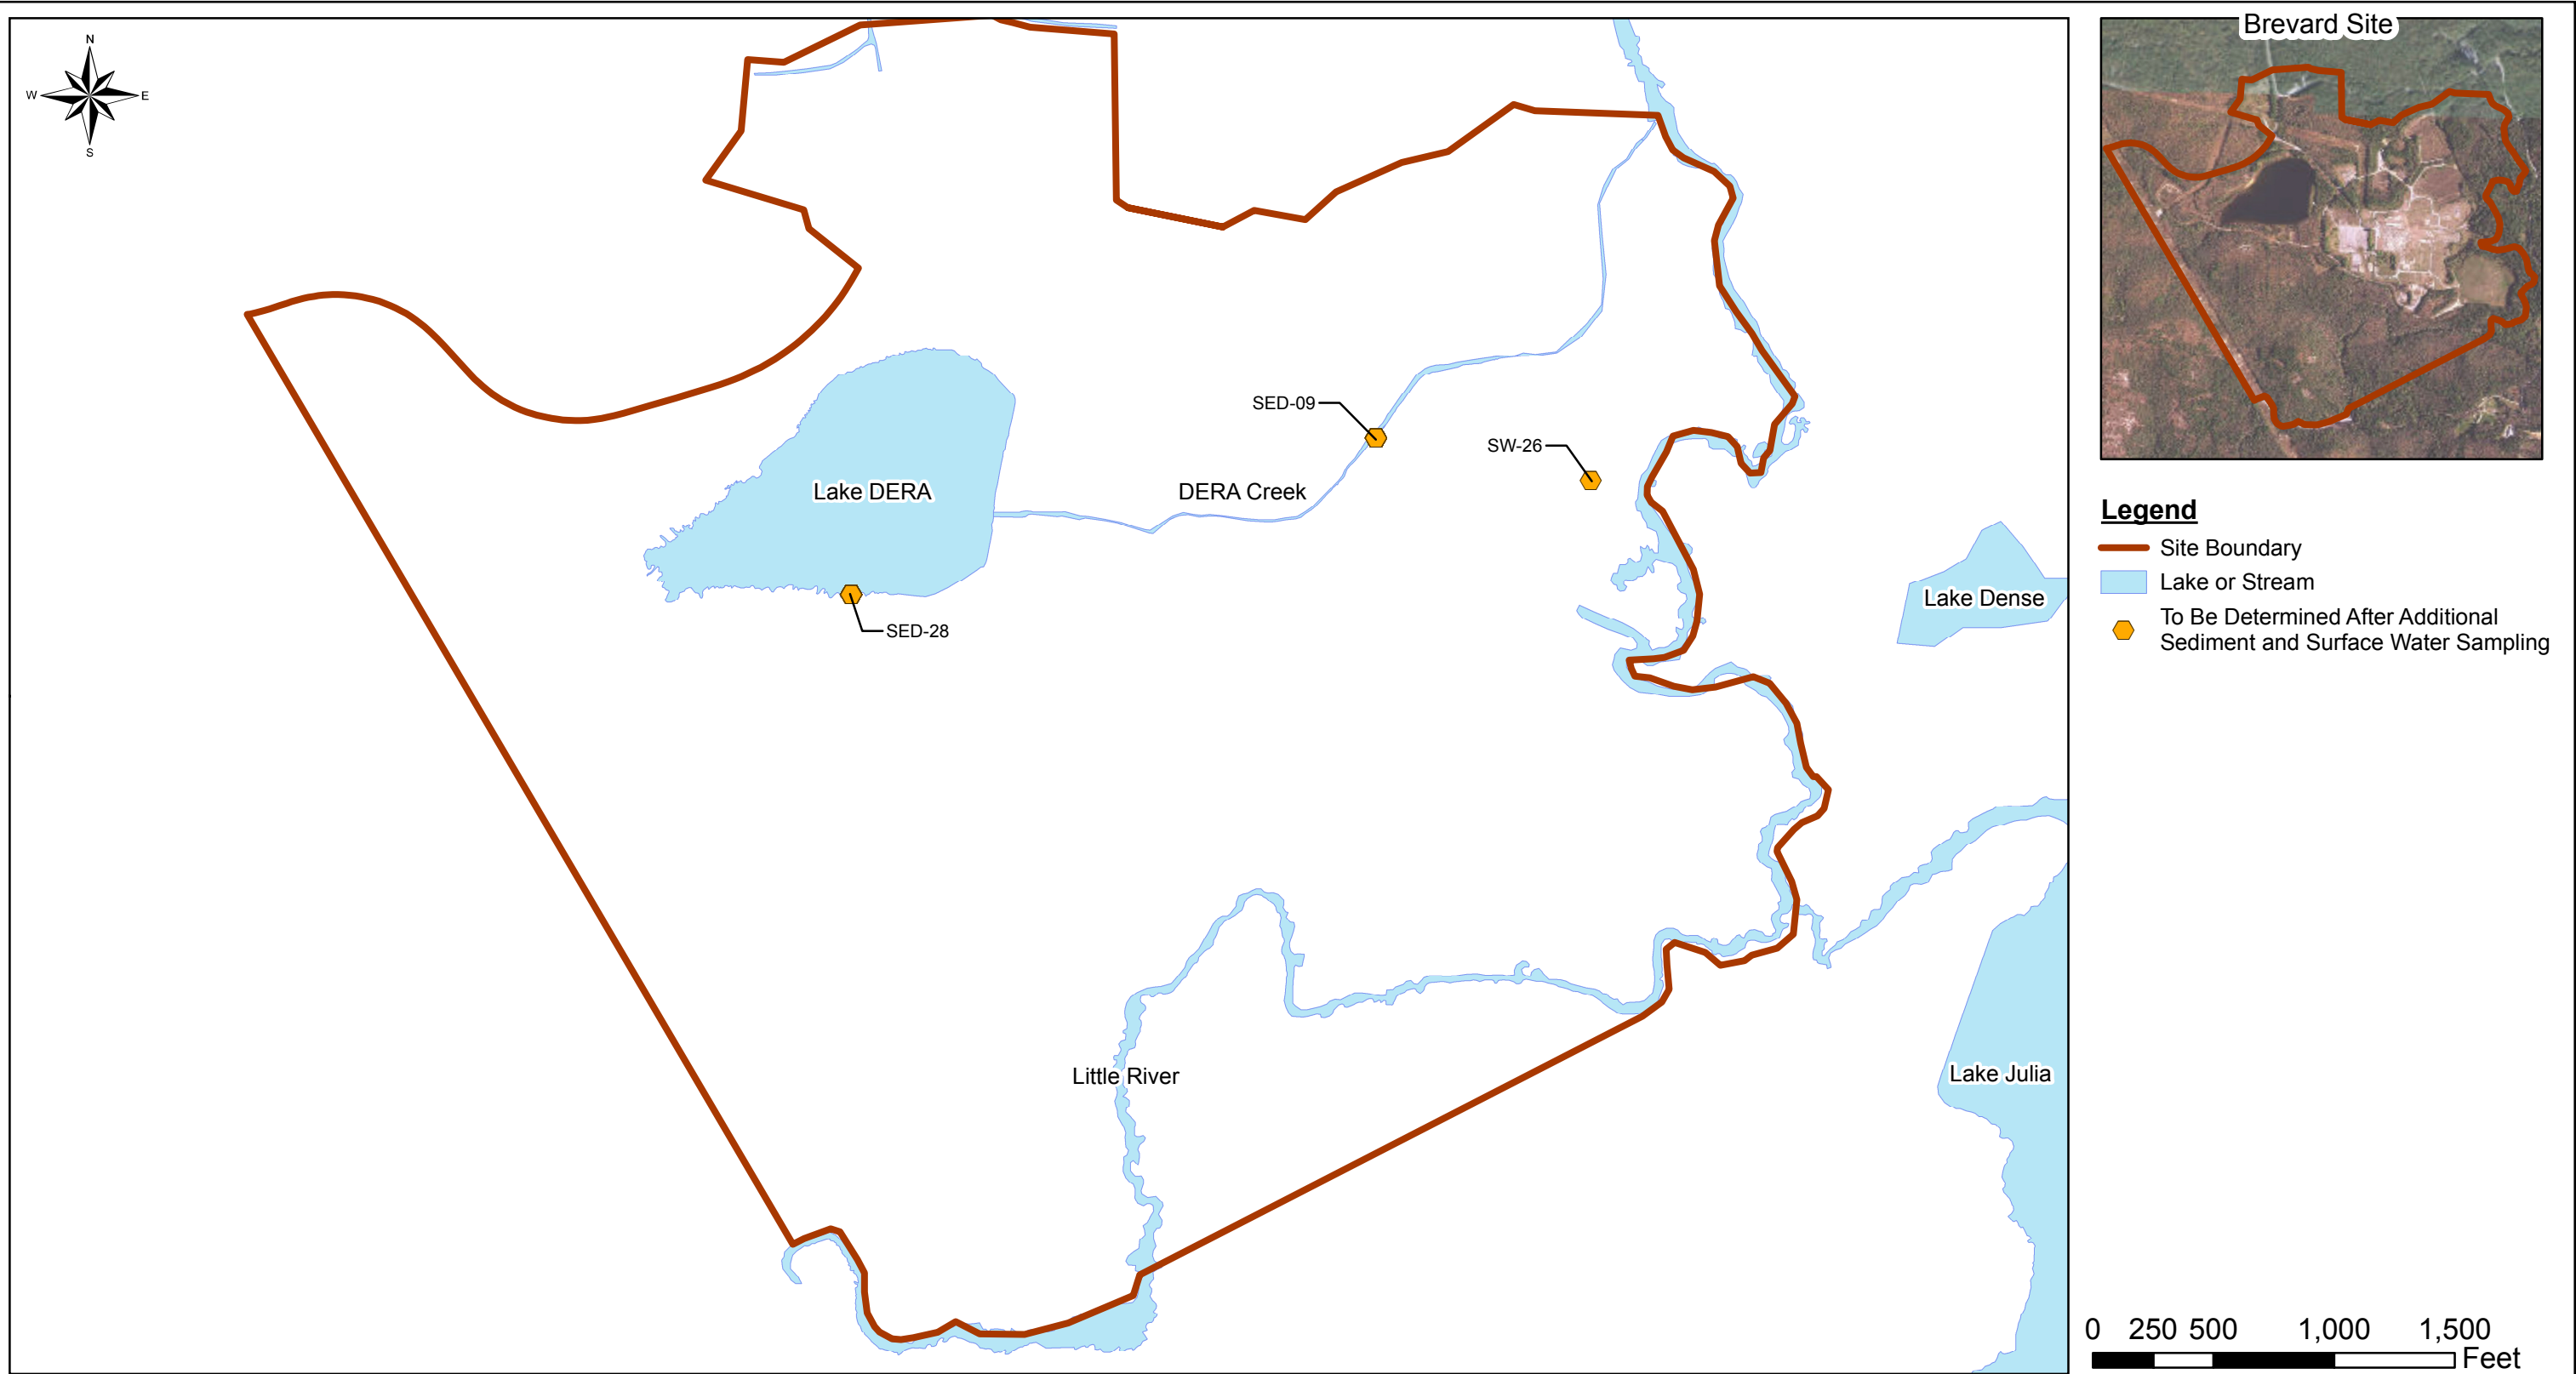 N
W
E
S
SED-09
SW-26
Lake DERA
DERA Creek
SED-28
Lake Dense
Little River
Lake Julia
Brevard Site
Legend
Site Boundary
Lake or Stream
To Be Determined After Additional
Sediment and Surface Water Sampling
0 250 500 1,000 1,500
Feet